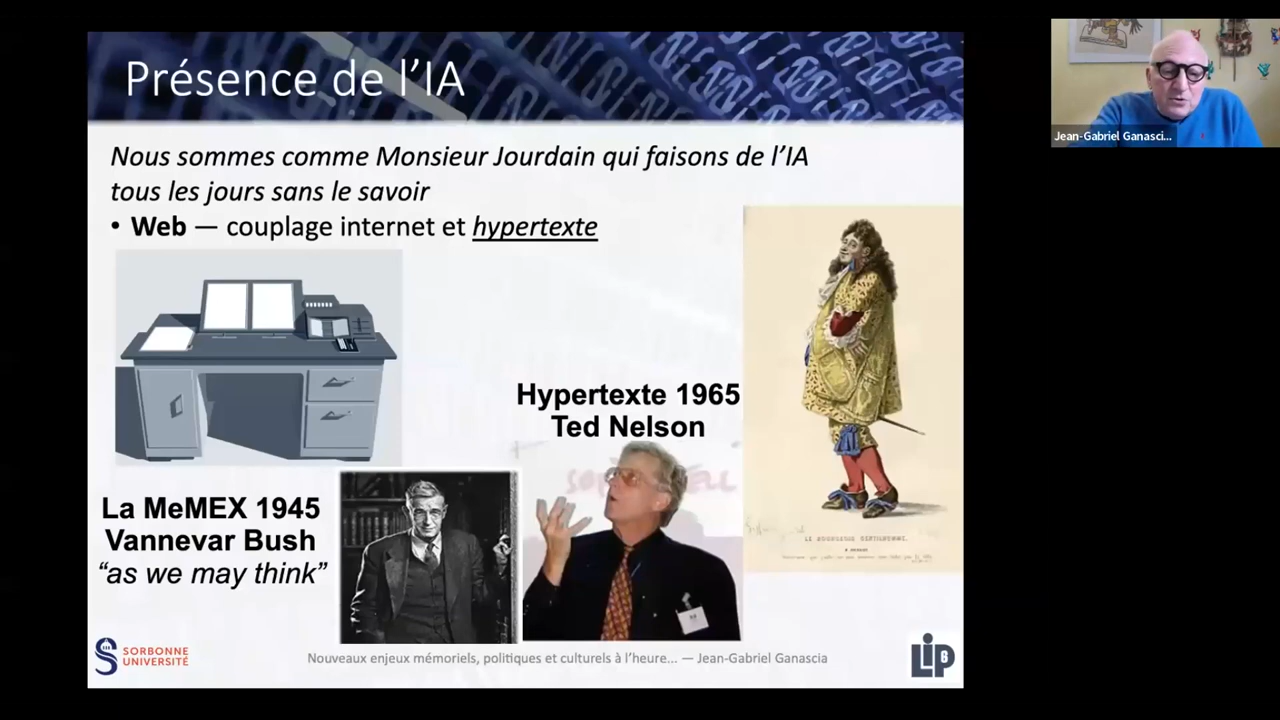 Présence de l'IA
Nous sommes comme Monsieur Jourdain qui faisons de l'IA
tous les jours sans le savoir
• Web — couplage internet et hypertexte
Hypertexte 1965
Ted Nelson
La MeMEX 1945
Vannevar Bush
“as we may think”
LE BOURGEOIS GENTILHOMME.
SORBONNE
UNIVERSITÉ
Nouveaux enjeux mémoriels, politiques et culturels à l'heure... — Jean-Gabriel Ganascia
LIP6
Jean-Gabriel Ganasci...